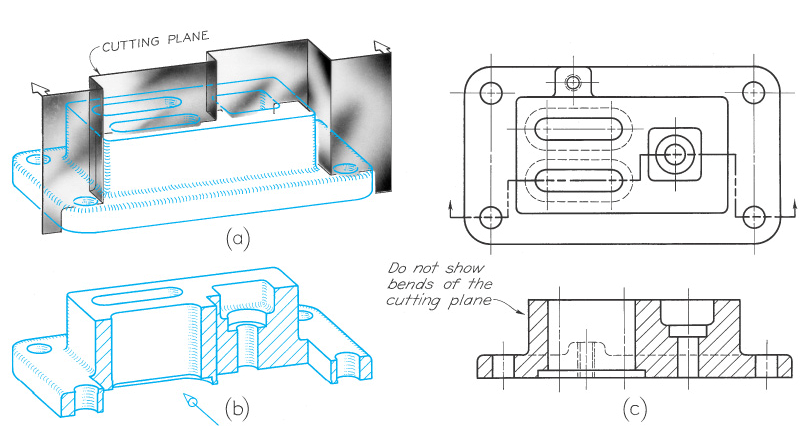 CUTTING PLANE
(a)
Do not show
bends of the
cutting plane
(b)
(c)